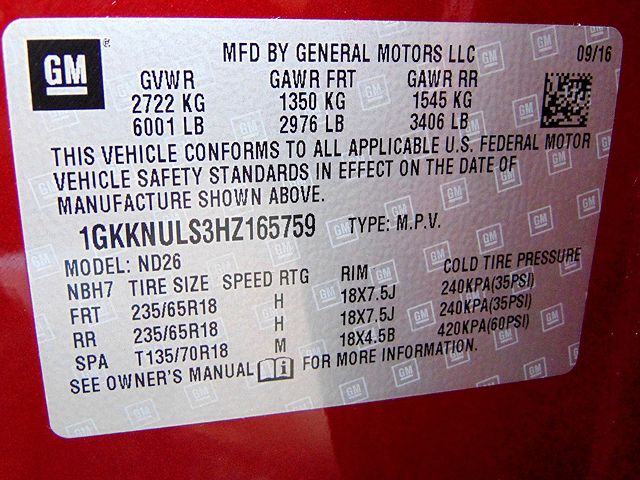 GM ® MFD BY GENERAL MOTORS LLC 09/16
GVWR GAWR FRT GAWR RR
2722 KG 1350 KG 1545 KG
6001 LB 2976 LB 3406 LB
THIS VEHICLE CONFORMS TO ALL APPLICABLE U.S. FEDERAL MOTOR
VEHICLE SAFETY STANDARDS IN EFFECT ON THE DATE OF
MANUFACTURE SHOWN ABOVE.
1GKKNULS3HZ165759 TYPE: M.P.V.
MODEL: ND26
NBH7 TIRE SIZE SPEED RTG RIM COLD TIRE PRESSURE
FRT 235/65R18 H 18X7.5J 240KPA(35PSI)
RR 235/65R18 H 18X7.5J 240KPA(35PSI)
SPA T135/70R18 M 18X4.5B 420KPA(60PSI)
SEE OWNER'S MANUAL FOR MORE INFORMATION.